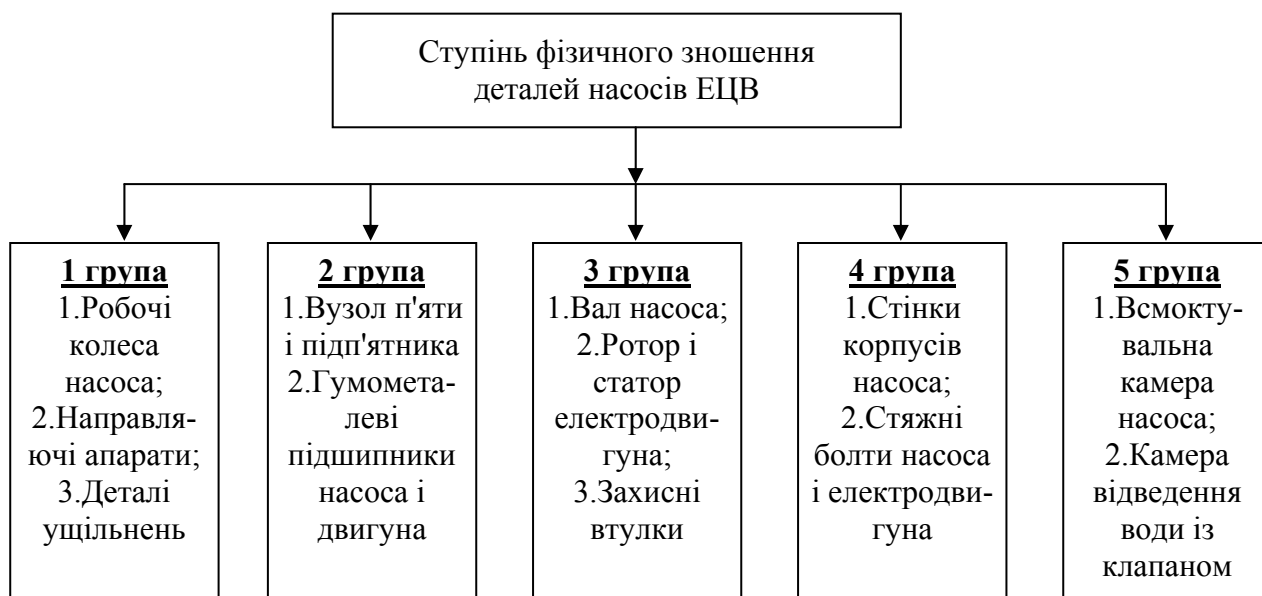 Ступінь фізичного зношення
деталей насосів ЕЦВ
1 група
1.Робочі
колеса
насоса;
2.Направля-
ючі апарати;
3.Деталі
ущільнень
2 група
1.Вузол п'яти
і підп'ятника
2.Гумомета-
леві
підшипники
насоса і
двигуна
3 група
1.Вал насоса;
2.Ротор і
статор
електродви-
гуна;
3.Захисні
втулки
4 група
1.Стінки
корпусів
насоса;
2.Стяжні
болти насоса
і електродви-
гуна
5 група
1.Всмокту-
вальна
камера
насоса;
2.Камера
відведення
води із
клапаном